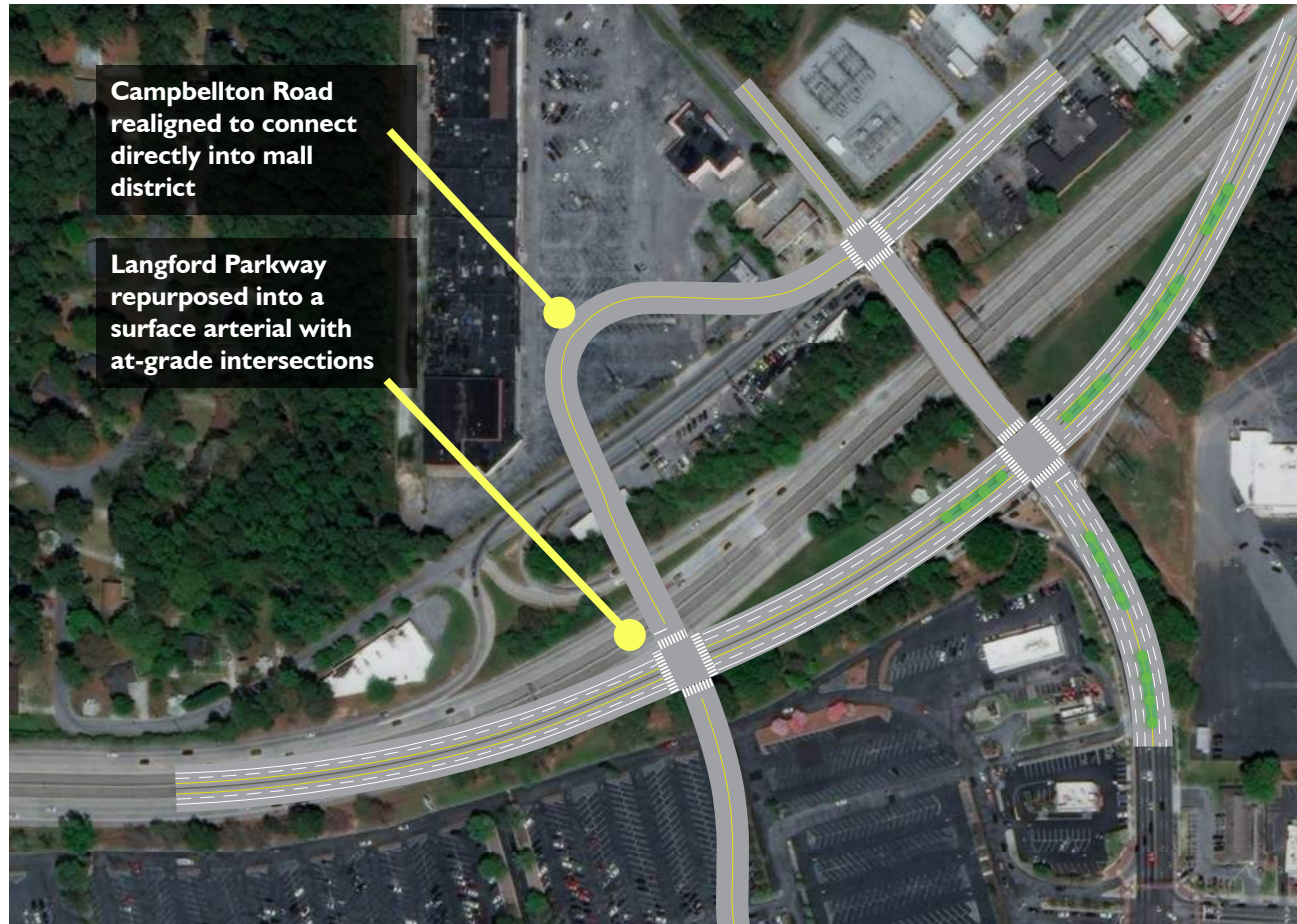 Campbellton Road
realigned to connect
directly into mall
district
Langford Parkway
repurposed into a
surface arterial with
at-grade intersections